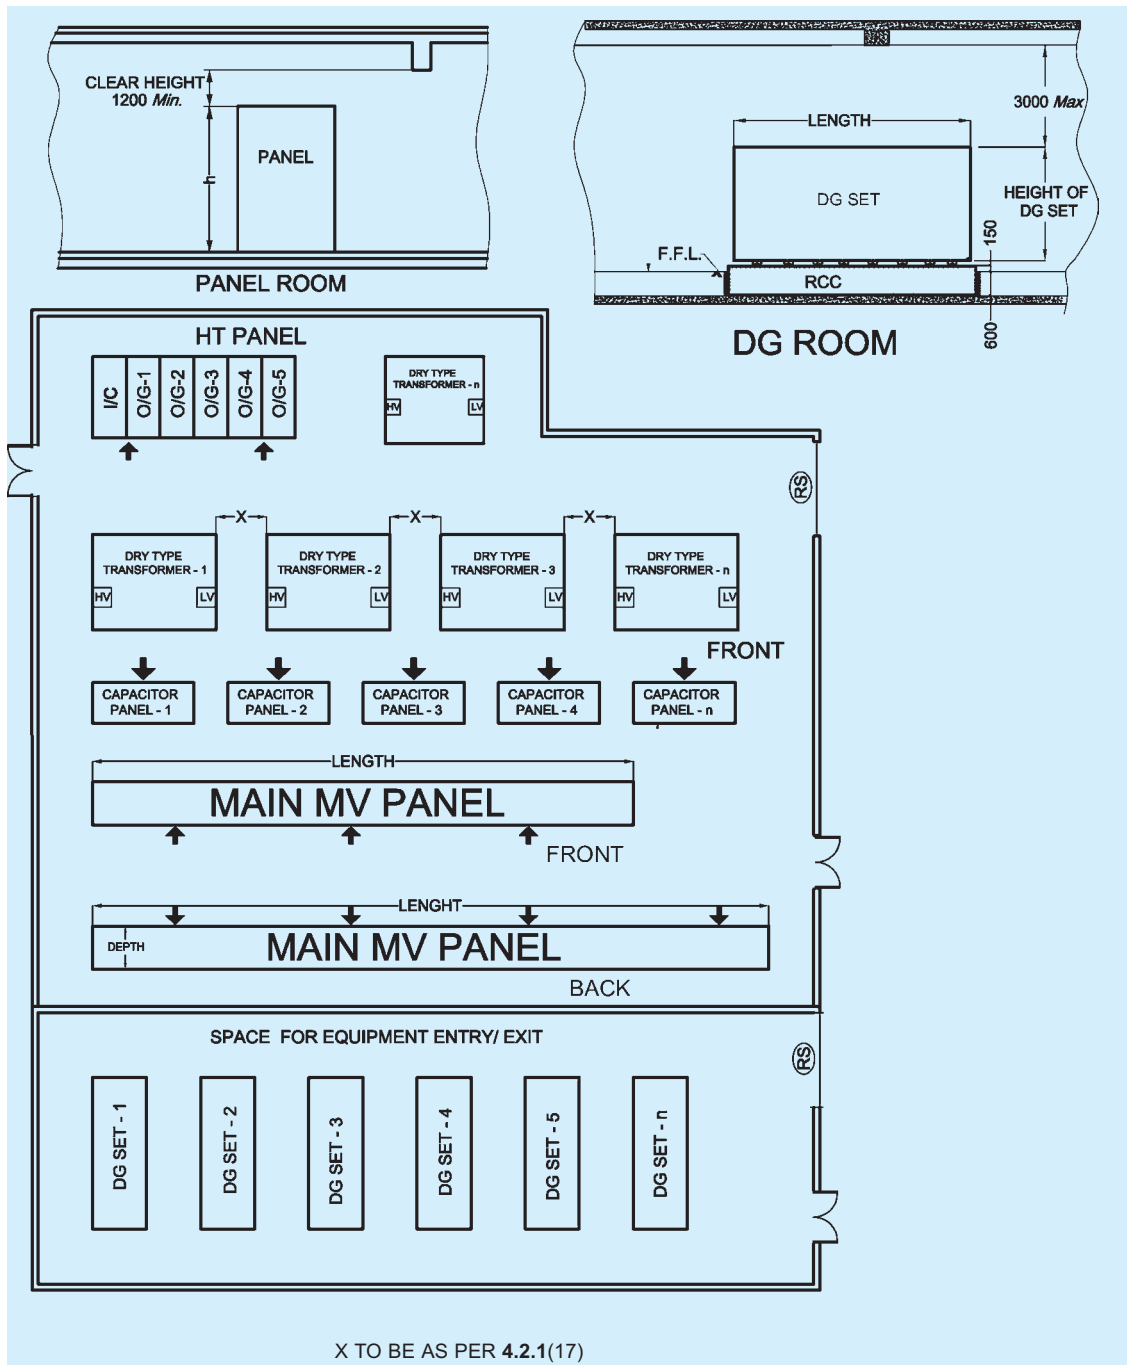 CLEAR HEIGHT
1200 Min.
h
PANEL
PANEL ROOM
3000 Max
LENGTH
DG SET
HEIGHT OF
DG SET
150
F.F.L.
RCC
600
DG ROOM
HT PANEL
I/C
O/G-1
O/G-2
O/G-3
O/G-4
O/G-5
DRY TYPE
TRANSFORMER - n
HV
LV
RS
X
X
X
DRY TYPE
TRANSFORMER - 1
HV
LV
DRY TYPE
TRANSFORMER - 2
HV
LV
DRY TYPE
TRANSFORMER - 3
HV
LV
DRY TYPE
TRANSFORMER - n
HV
LV
FRONT
CAPACITOR
PANEL - 1
CAPACITOR
PANEL - 2
CAPACITOR
PANEL - 3
CAPACITOR
PANEL - 4
CAPACITOR
PANEL - n
LENGTH
MAIN MV PANEL
FRONT
LENGHT
DEPTH
MAIN MV PANEL
BACK
SPACE FOR EQUIPMENT ENTRY/ EXIT
RS
DG SET - 1
DG SET - 2
DG SET - 3
DG SET - 4
DG SET - 5
DG SET - n
X TO BE AS PER 4.2.1(17)